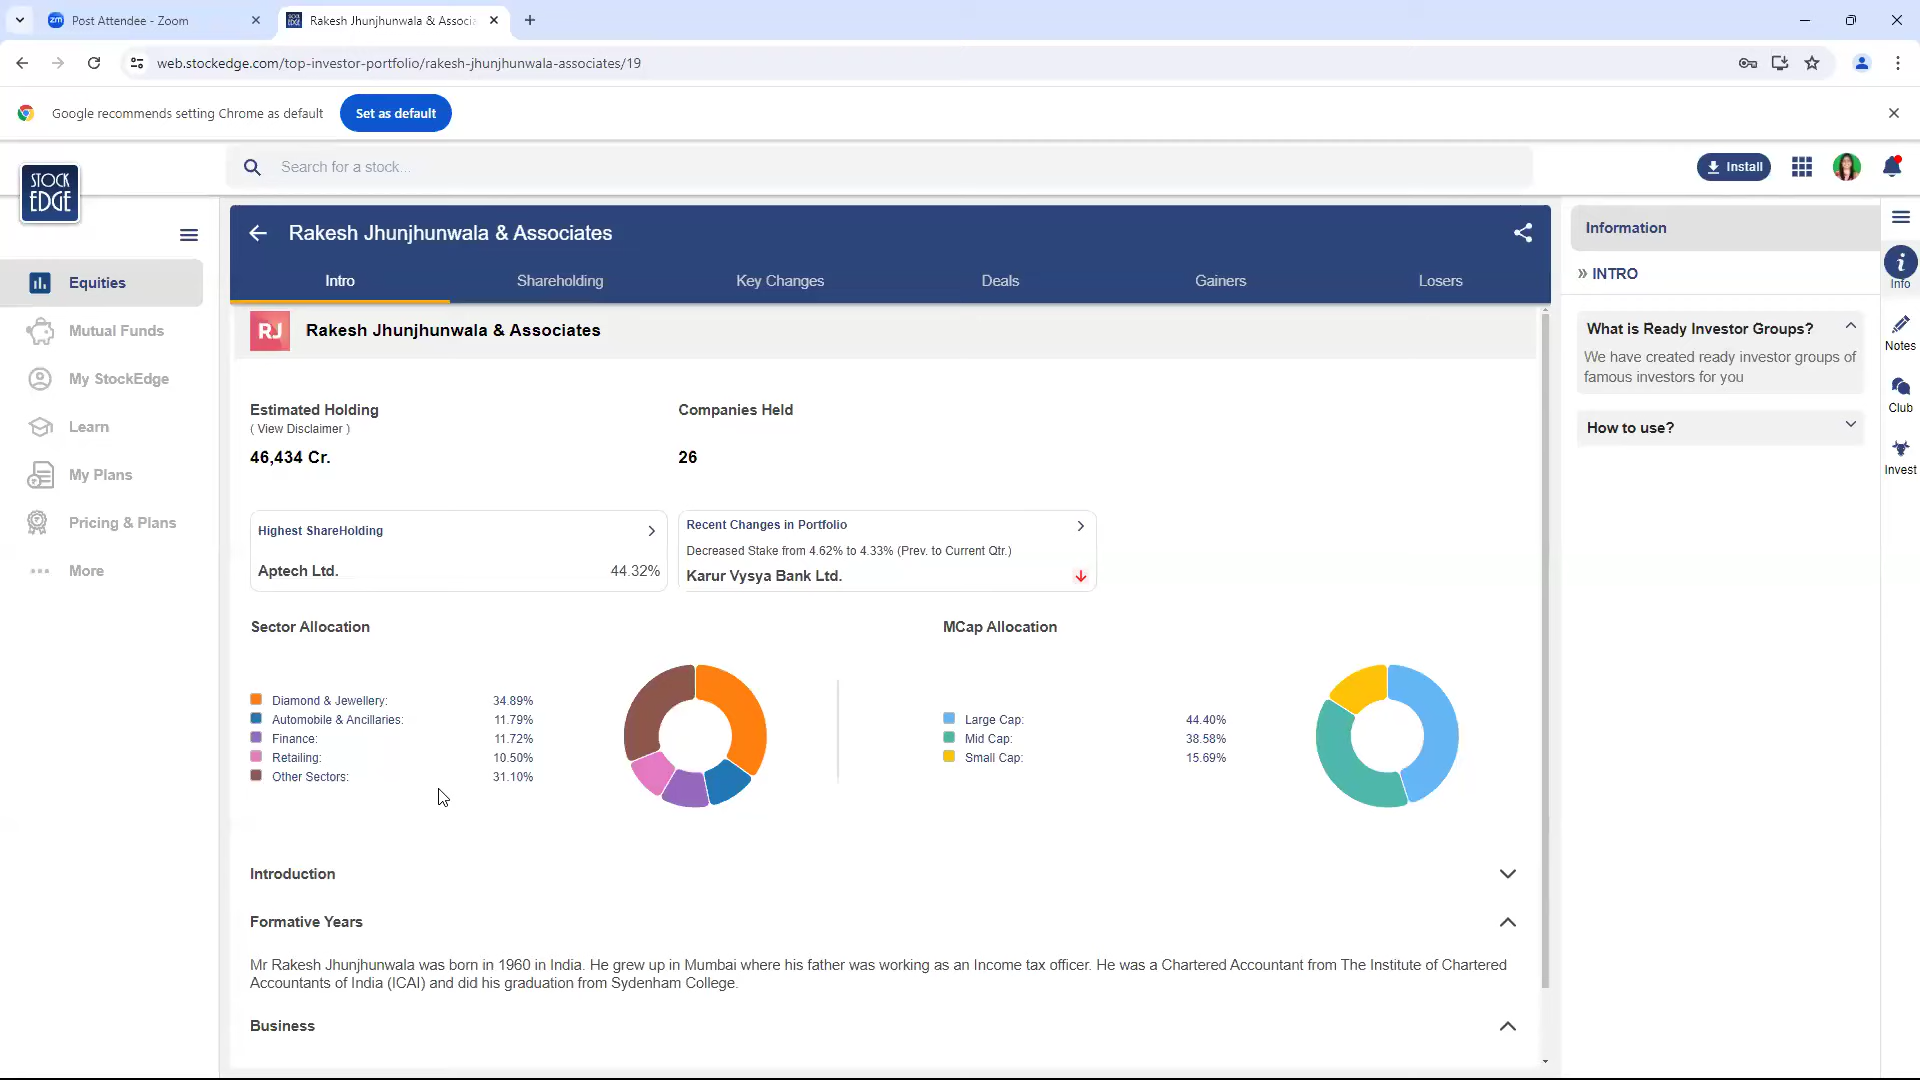 Post Attendee - Zoom
Rakesh Jhunjhunwala & Associa
web.stockedge.com/top-investor-portfolio/rakesh-jhunjhunwala-associates/19
Google recommends setting Chrome as default
Set as default
STOCK
EDGE
Search for a stock...
Install
Rakesh Jhunjhunwala & Associates
Intro
Shareholding
Key Changes
Deals
Gainers
Losers
Equities
Mutual Funds
My StockEdge
Learn
My Plans
Pricing & Plans
More
RJ
Rakesh Jhunjhunwala & Associates
Estimated Holding
( View Disclaimer )
46,434 Cr.
Companies Held
26
Highest ShareHolding
Aptech Ltd. 44.32%
Recent Changes in Portfolio
Decreased Stake from 4.62% to 4.33% (Prev. to Current Qtr.)
Karur Vysya Bank Ltd.
Sector Allocation
Diamond & Jewellery: 34.89%
Automobile & Ancillaries: 11.79%
Finance: 11.72%
Retailing: 10.50%
Other Sectors: 31.10%
MCap Allocation
Large Cap: 44.40%
Mid Cap: 38.58%
Small Cap: 15.69%
Introduction
Formative Years
Mr Rakesh Jhunjhunwala was born in 1960 in India. He grew up in Mumbai where his father was working as an Income tax officer. He was a Chartered Accountant from The Institute of Chartered
Accountants of India (ICAI) and did his graduation from Sydenham College.
Business
Information
» INTRO
What is Ready Investor Groups?
We have created ready investor groups of
famous investors for you
How to use?
Info
Notes
Club
Invest